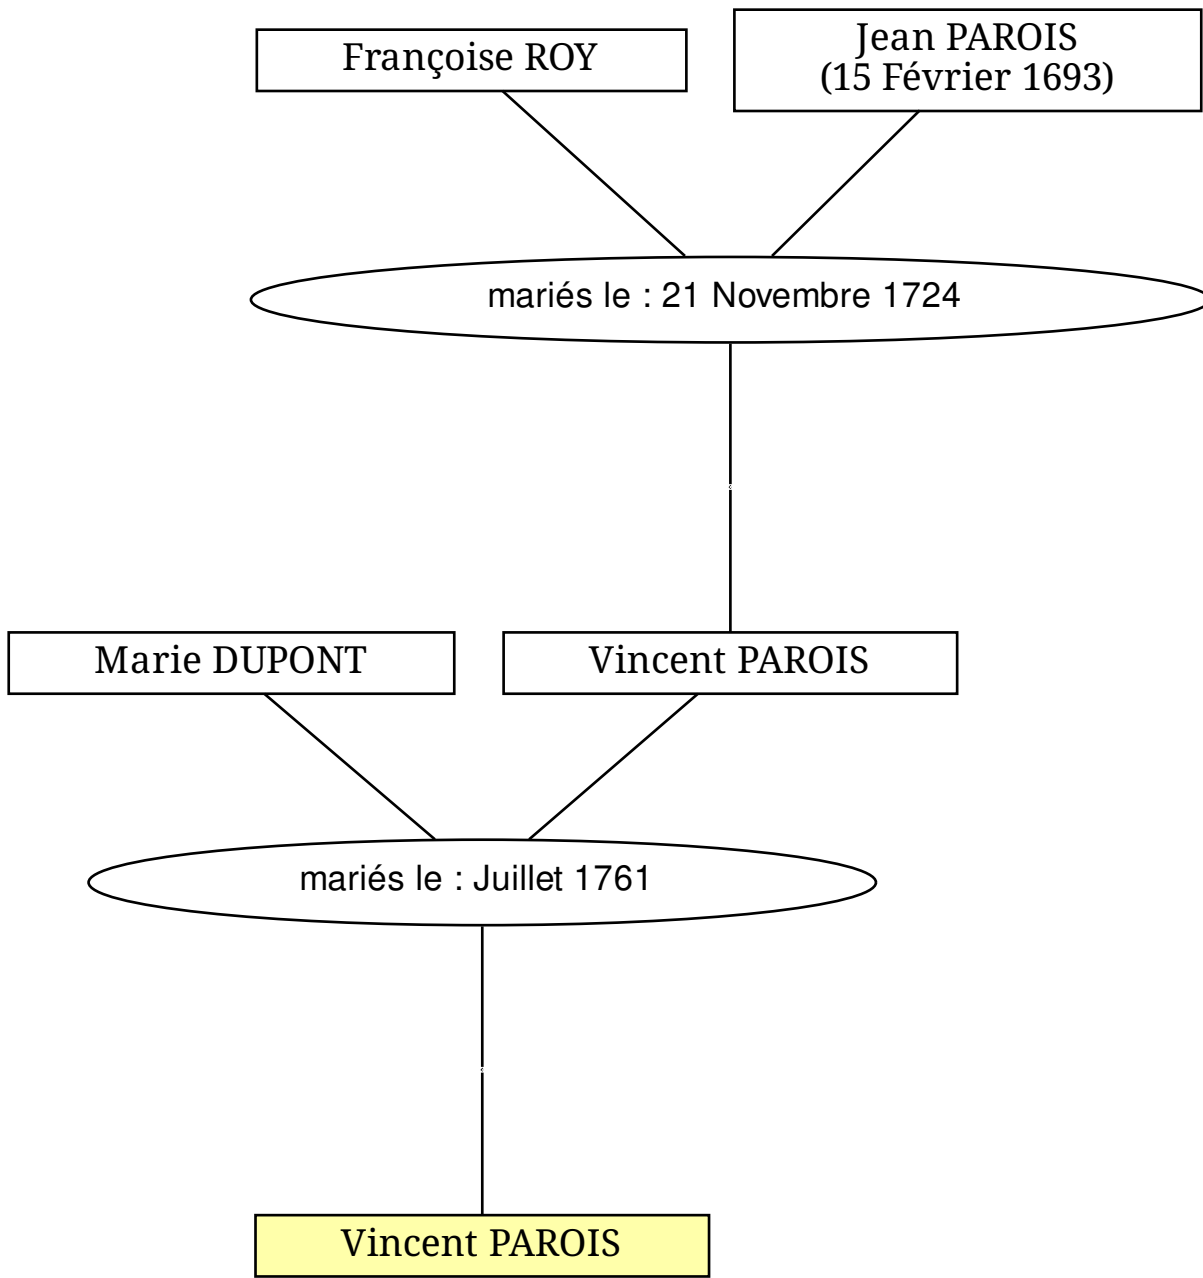 Françoise ROY
Jean PAROIS
(15 Février 1693)
mariés le : 21 Novembre 1724
Marie DUPONT
Vincent PAROIS
mariés le : Juillet 1761
Vincent PAROIS